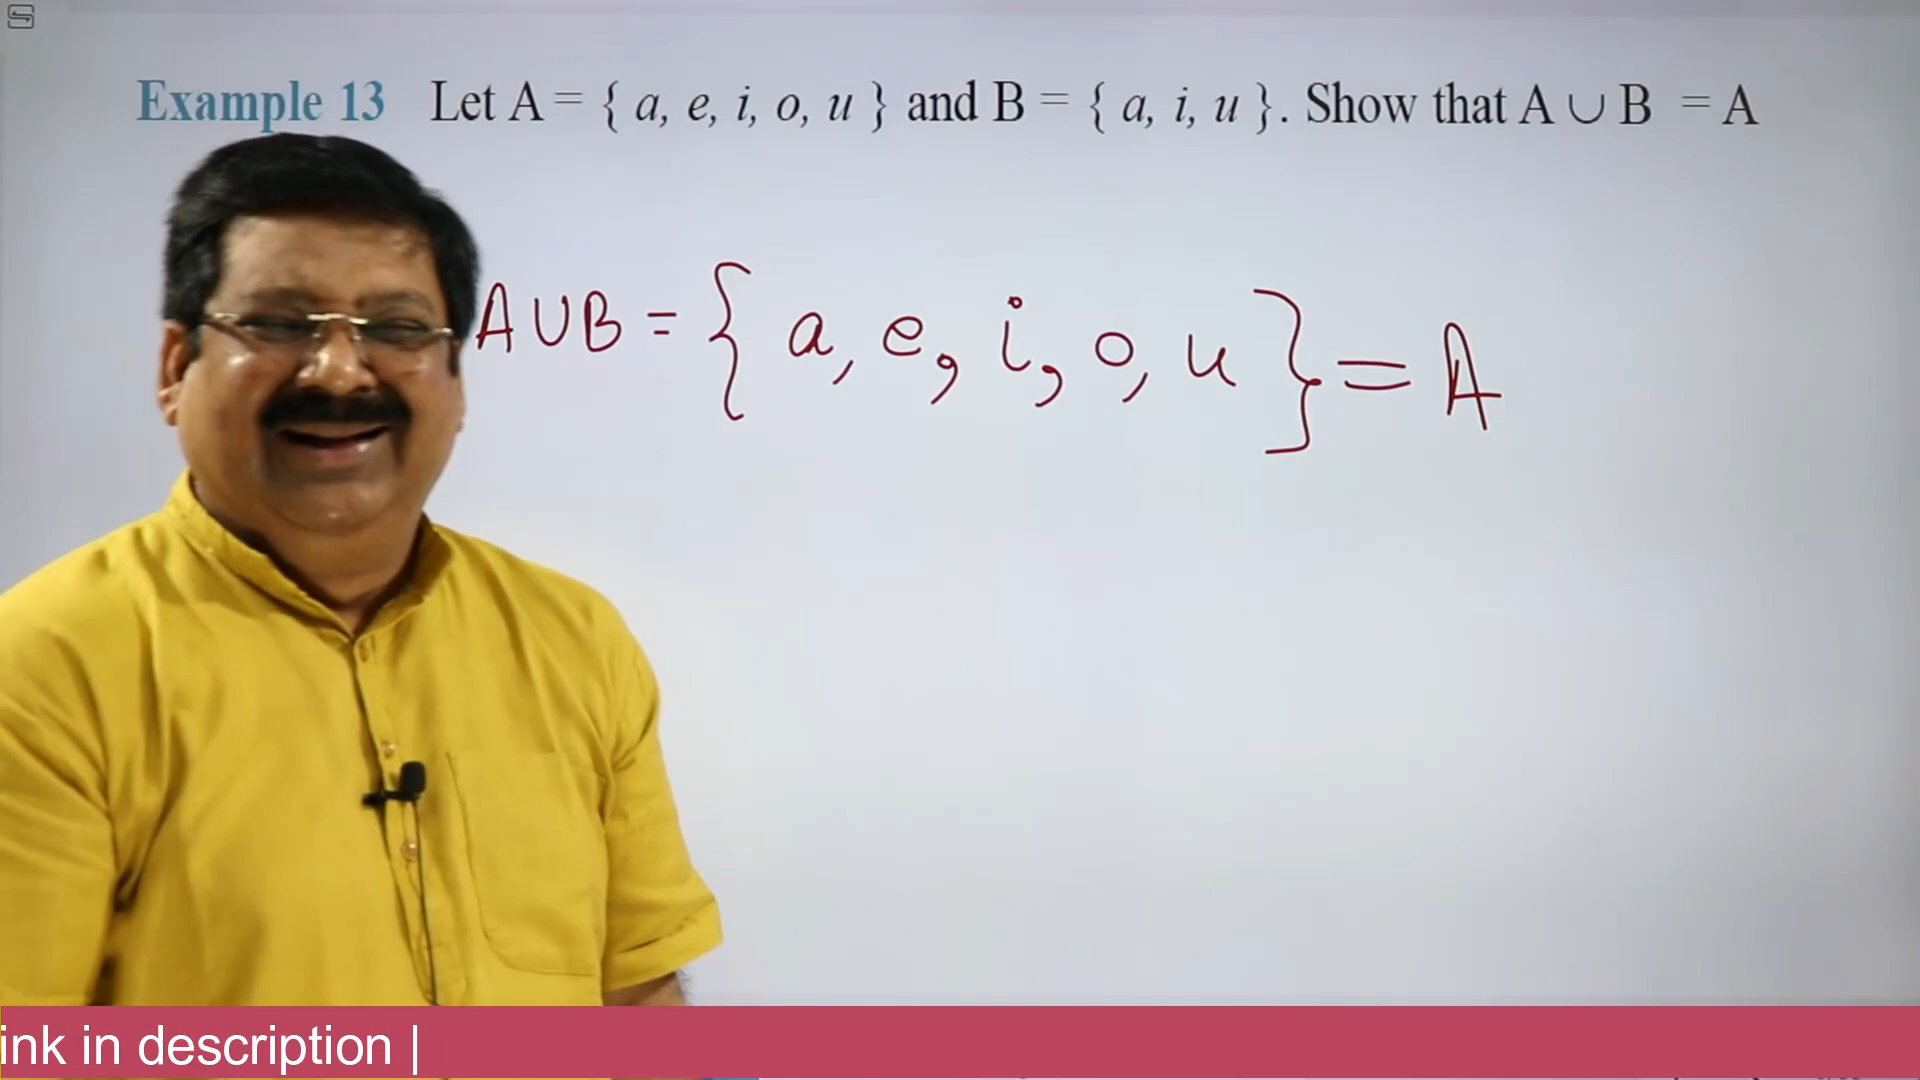 Example 13 Let A = { a, e, i, o, u } and B = { a, i, u }. Show that A ∪ B = A
A∪B = { a, e, i, o, u } = A
ink in description |